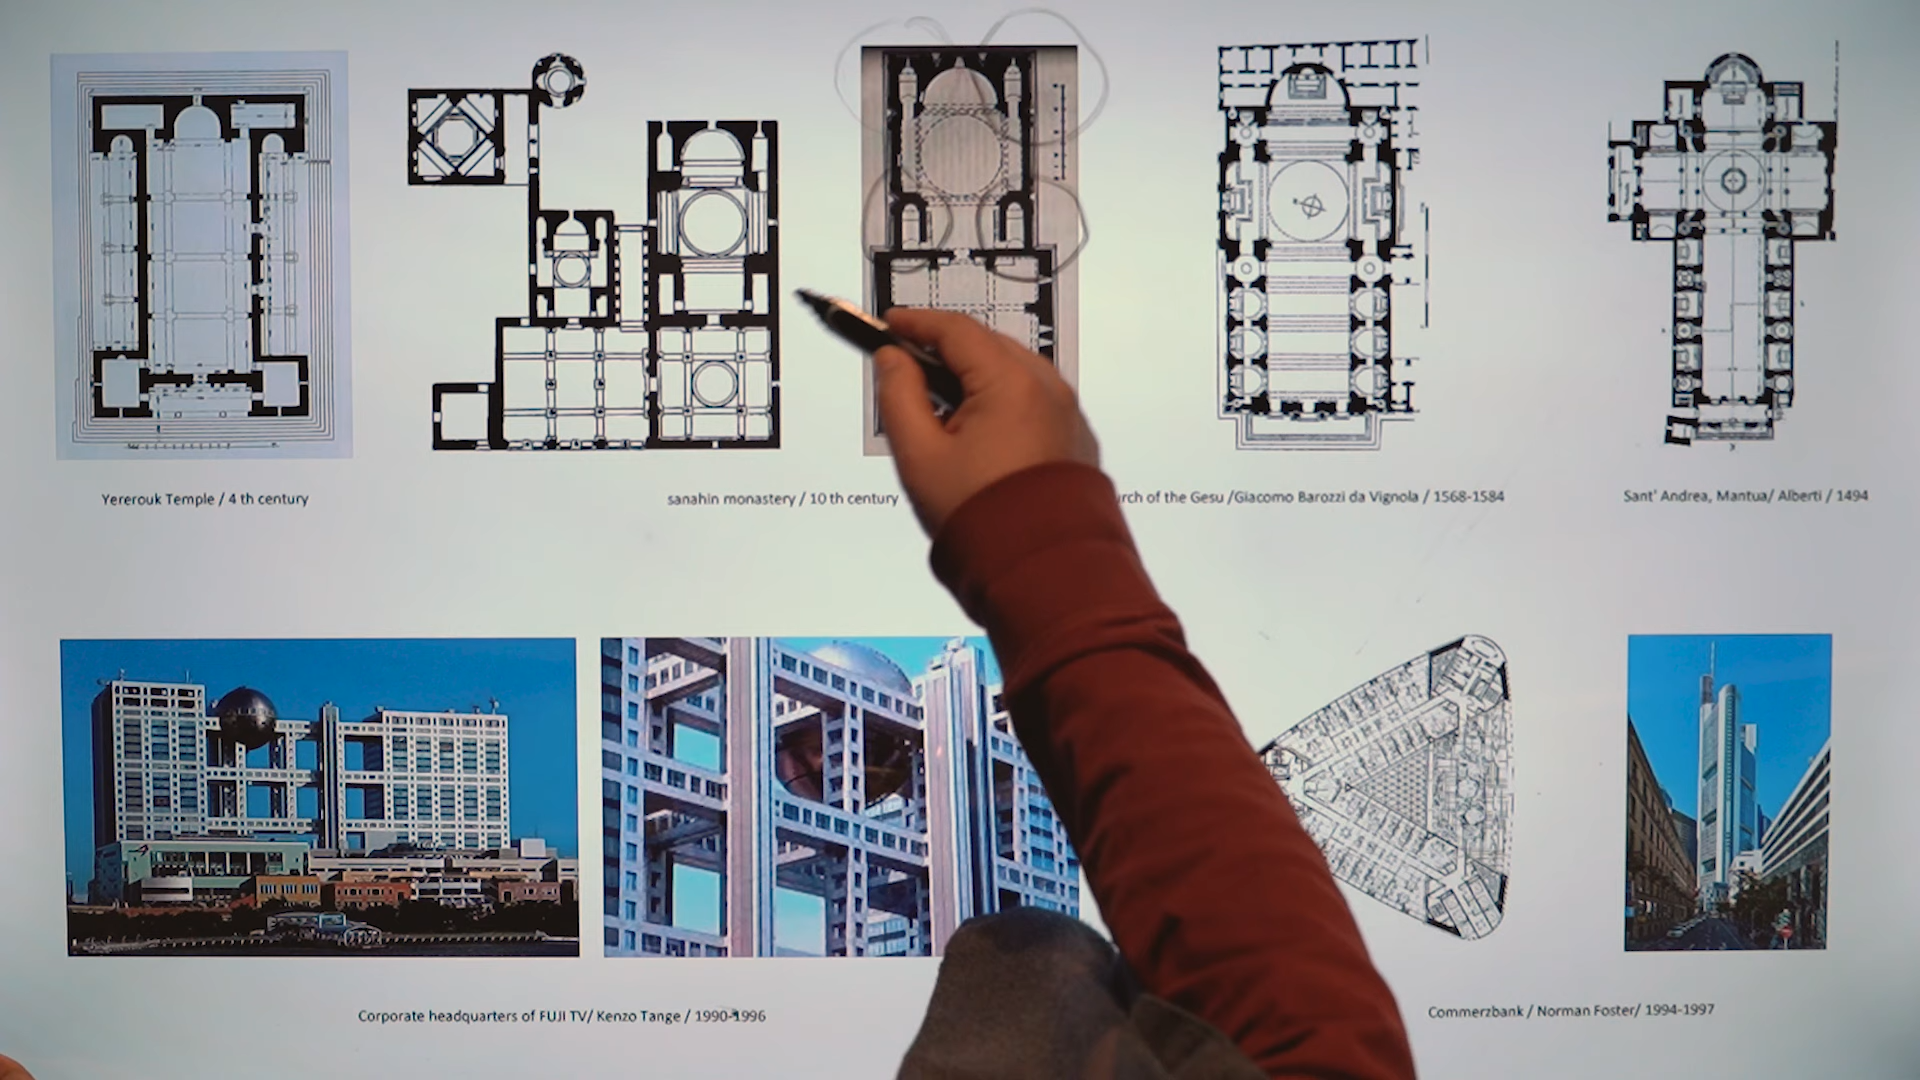 Yererouk Temple / 4 th century
sanahin monastery / 10 th century
of the Gesu /Giacomo Barozzi da Vignola / 1568-1584
Sant' Andrea, Mantua/ Alberti / 1494
Corporate headquarters of FUJI TV/ Kenzo Tange / 1990-1996
Commerzbank / Norman Foster/ 1994-1997